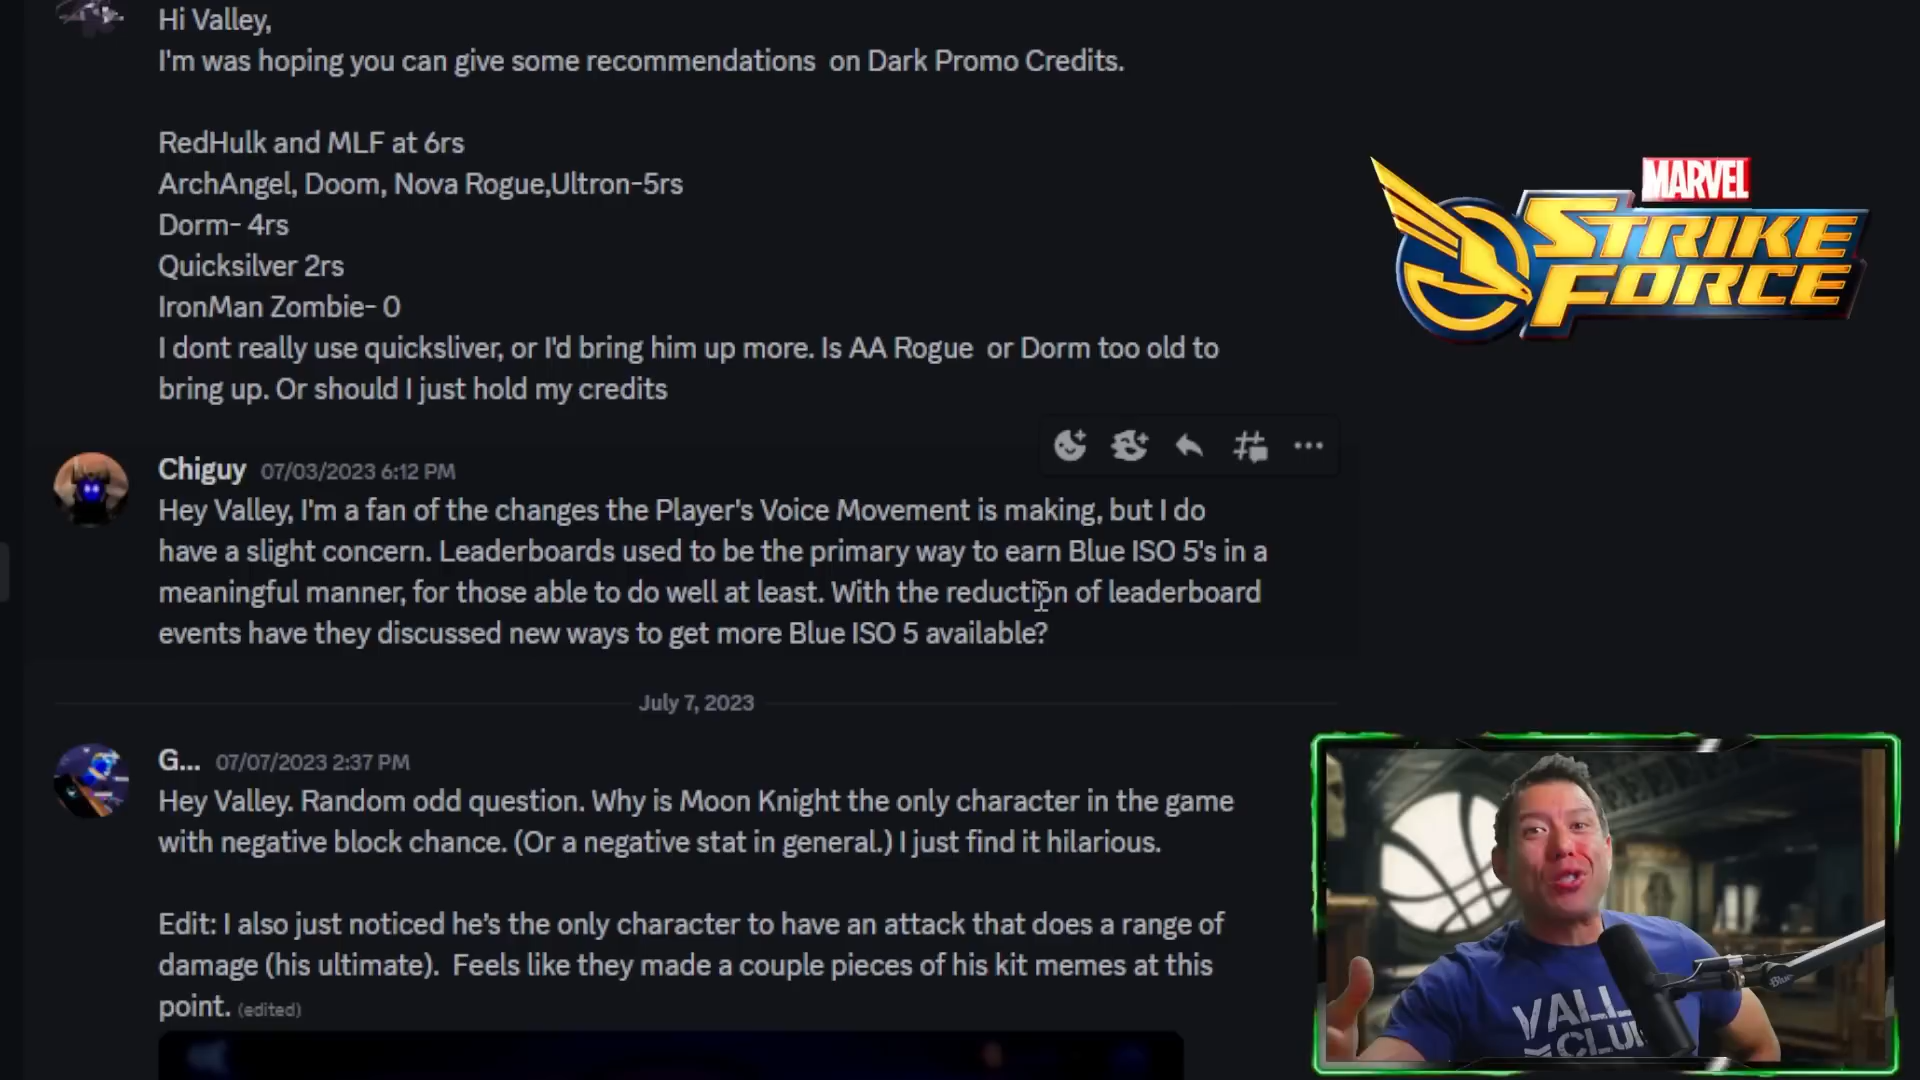 Hi Valley,
I'm was hoping you can give some recommendations on Dark Promo Credits.
RedHulk and MLF at 6rs
ArchAngel, Doom, Nova Rogue,Ultron-5rs
Dorm- 4rs
Quicksilver 2rs
IronMan Zombie- 0
I dont really use quicksliver, or I'd bring him up more. Is AA Rogue or Dorm too old to
bring up. Or should I just hold my credits
Chiguy 07/03/2023 6:12 PM
Hey Valley, I'm a fan of the changes the Player's Voice Movement is making, but I do
have a slight concern. Leaderboards used to be the primary way to earn Blue ISO 5's in a
meaningful manner, for those able to do well at least. With the reduction of leaderboard
events have they discussed new ways to get more Blue ISO 5 available?
July 7, 2023
G... 07/07/2023 2:37 PM
Hey Valley. Random odd question. Why is Moon Knight the only character in the game
with negative block chance. (Or a negative stat in general.) I just find it hilarious.
Edit: I also just noticed he's the only character to have an attack that does a range of
damage (his ultimate). Feels like they made a couple pieces of his kit memes at this
point. (edited)
MARVEL
STRIKE
FORCE
VALL
CLU
Blue